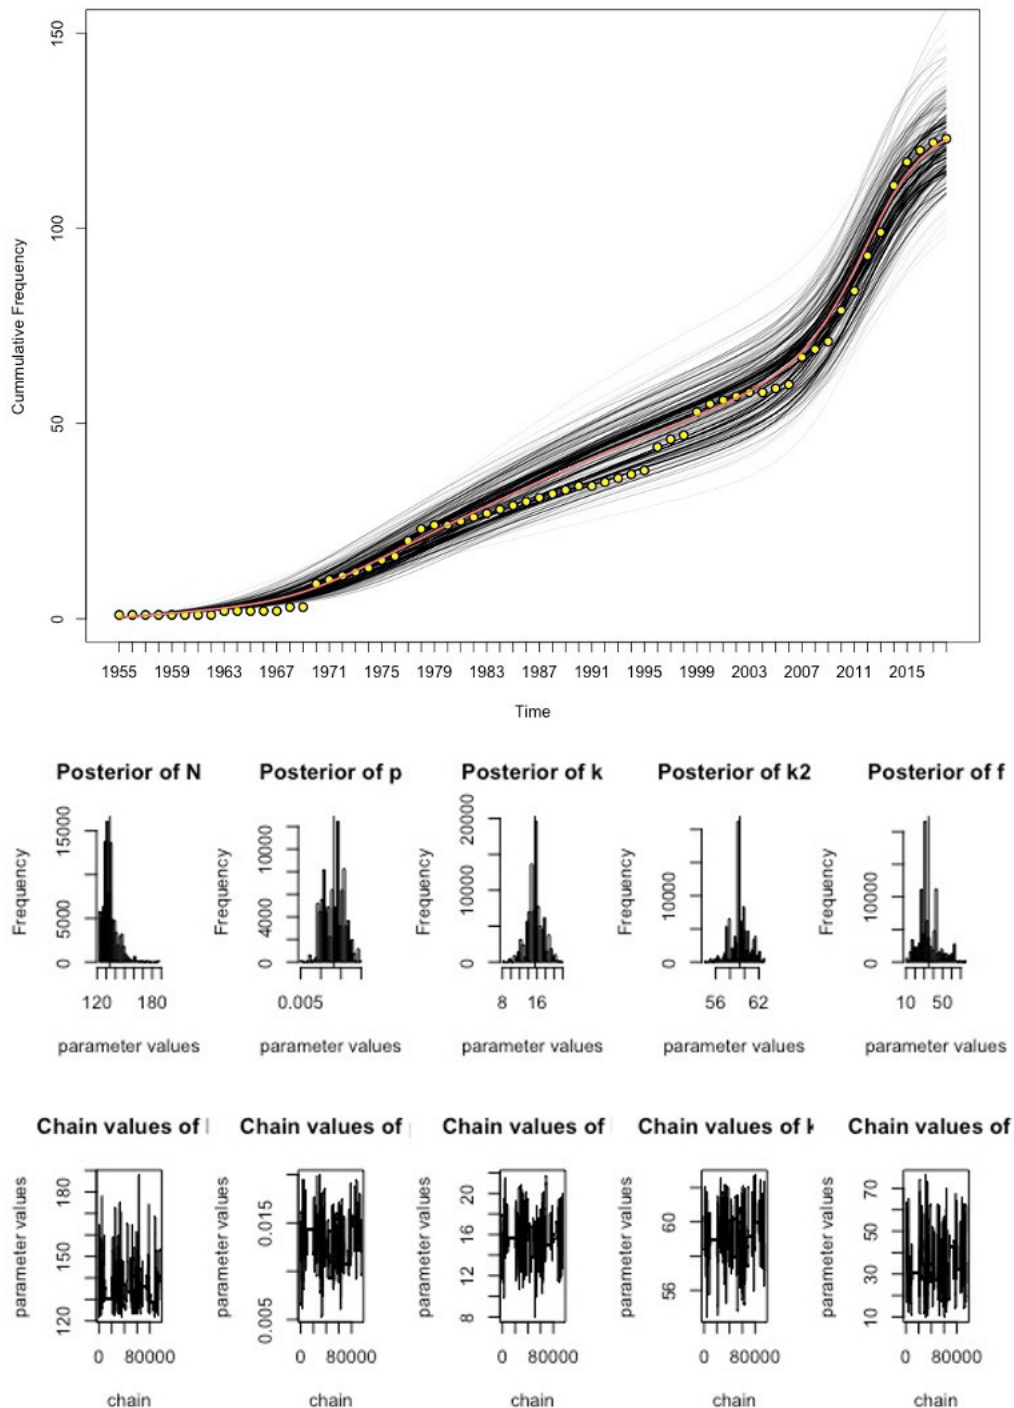 150
100
50
0
Cummulative Frequency
1955 1959 1963 1967 1971 1975 1979 1983 1987 1991 1995 1999 2003 2007 2011 2015
Time
Posterior of N Posterior of p Posterior of k Posterior of k2 Posterior of f
Frequency 0 5000 15000 Frequency 0 4000 10000 Frequency 0 10000 20000 Frequency 0 10000 Frequency 0 10000
120 180 0.005 8 16 56 62 10 50
parameter values parameter values parameter values parameter values parameter values
Chain values of Chain values of Chain values of Chain values of Chain values of
parameter values 120 150 180 parameter values 0.005 0.015 parameter values 8 12 16 20 parameter values 56 60 parameter values 10 30 50 70
0 80000 0 80000 0 80000 0 80000 0 80000
chain chain chain chain chain